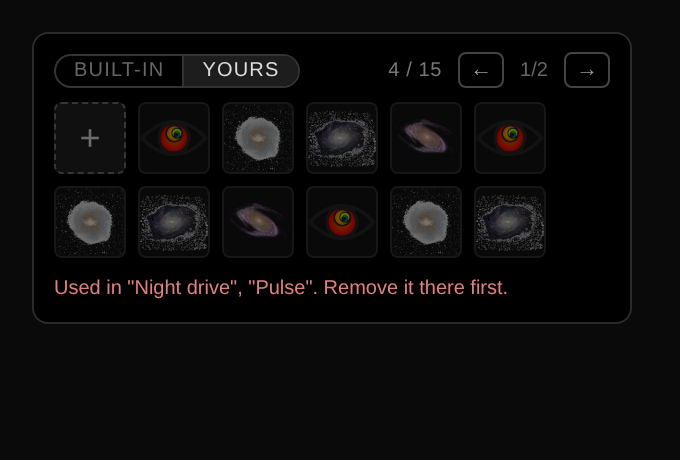 BUILT-IN YOURS 4 / 15 ← 1/2 →
+
Used in "Night drive", "Pulse". Remove it there first.